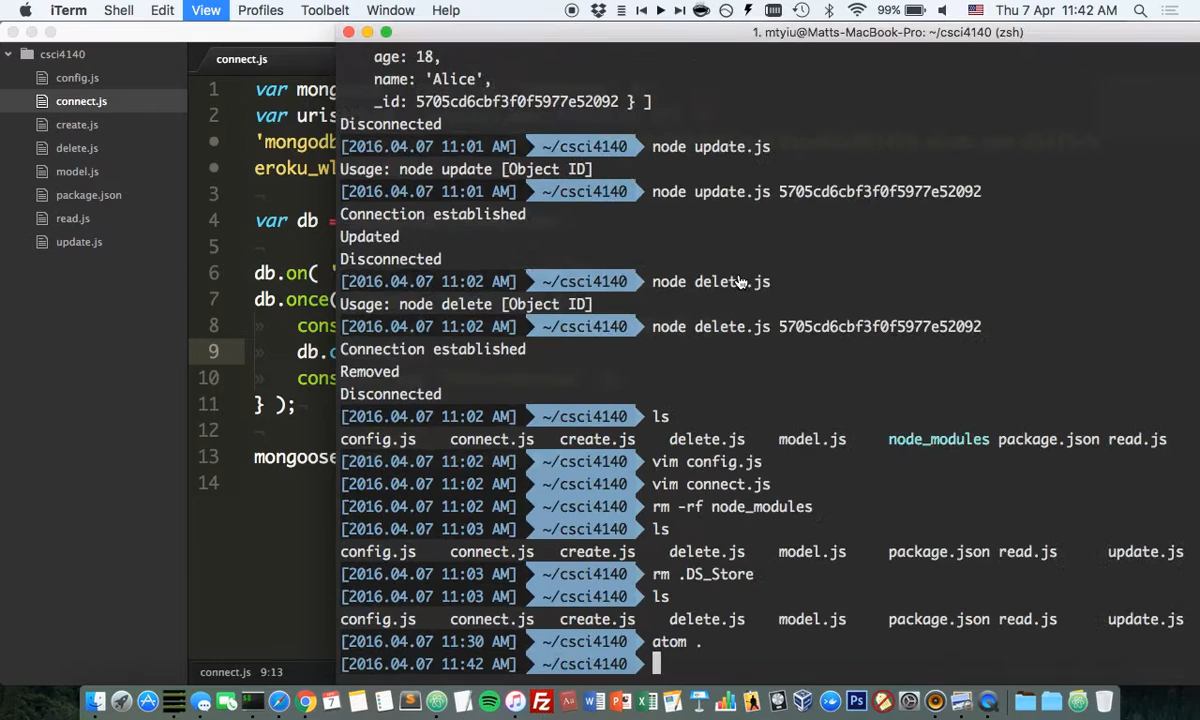 iTerm Shell Edit View Profiles Toolbelt Window Help 99% Thu 7 Apr 11:42 AM
1. mtyiu@Matts-MacBook-Pro: ~/csci4140 (zsh)
csci4140
config.js
connect.js
create.js
delete.js
model.js
package.json
read.js
update.js
connect.js
1 var mong
2 var uris
'mongodb
eroku_wl
3
4 var db =
5
6 db.on( '
7 db.once(
8 » cons
9 » db.c
10 » cons
11 } );
12
13 mongoose
14
connect.js 9:13
age: 18,
name: 'Alice',
_id: 5705cd6cbf3f0f5977e52092 } ]
Disconnected
[2016.04.07 11:01 AM] ~/csci4140 node update.js
Usage: node update [Object ID]
[2016.04.07 11:01 AM] ~/csci4140 node update.js 5705cd6cbf3f0f5977e52092
Connection established
Updated
Disconnected
[2016.04.07 11:02 AM] ~/csci4140 node delete.js
Usage: node delete [Object ID]
[2016.04.07 11:02 AM] ~/csci4140 node delete.js 5705cd6cbf3f0f5977e52092
Connection established
Removed
Disconnected
[2016.04.07 11:02 AM] ~/csci4140 ls
config.js connect.js create.js delete.js model.js node_modules package.json read.js
[2016.04.07 11:02 AM] ~/csci4140 vim config.js
[2016.04.07 11:02 AM] ~/csci4140 vim connect.js
[2016.04.07 11:02 AM] ~/csci4140 rm -rf node_modules
[2016.04.07 11:03 AM] ~/csci4140 ls
config.js connect.js create.js delete.js model.js package.json read.js update.js
[2016.04.07 11:03 AM] ~/csci4140 rm .DS_Store
[2016.04.07 11:03 AM] ~/csci4140 ls
config.js connect.js create.js delete.js model.js package.json read.js update.js
[2016.04.07 11:30 AM] ~/csci4140 atom .
[2016.04.07 11:42 AM] ~/csci4140